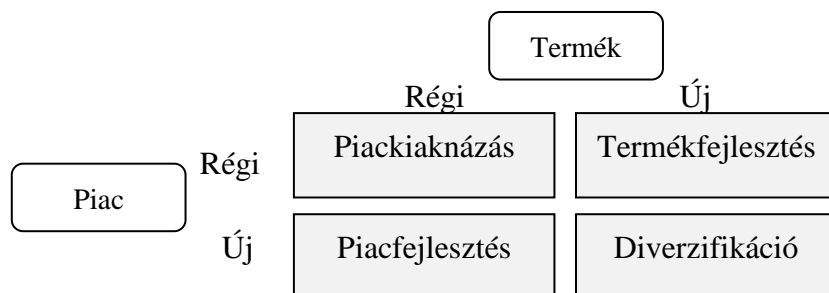 Termék
Régi Új
Régi Piackiaknázás Termékfejlesztés
Piac
Új Piacfejlesztés Diverzifikáció